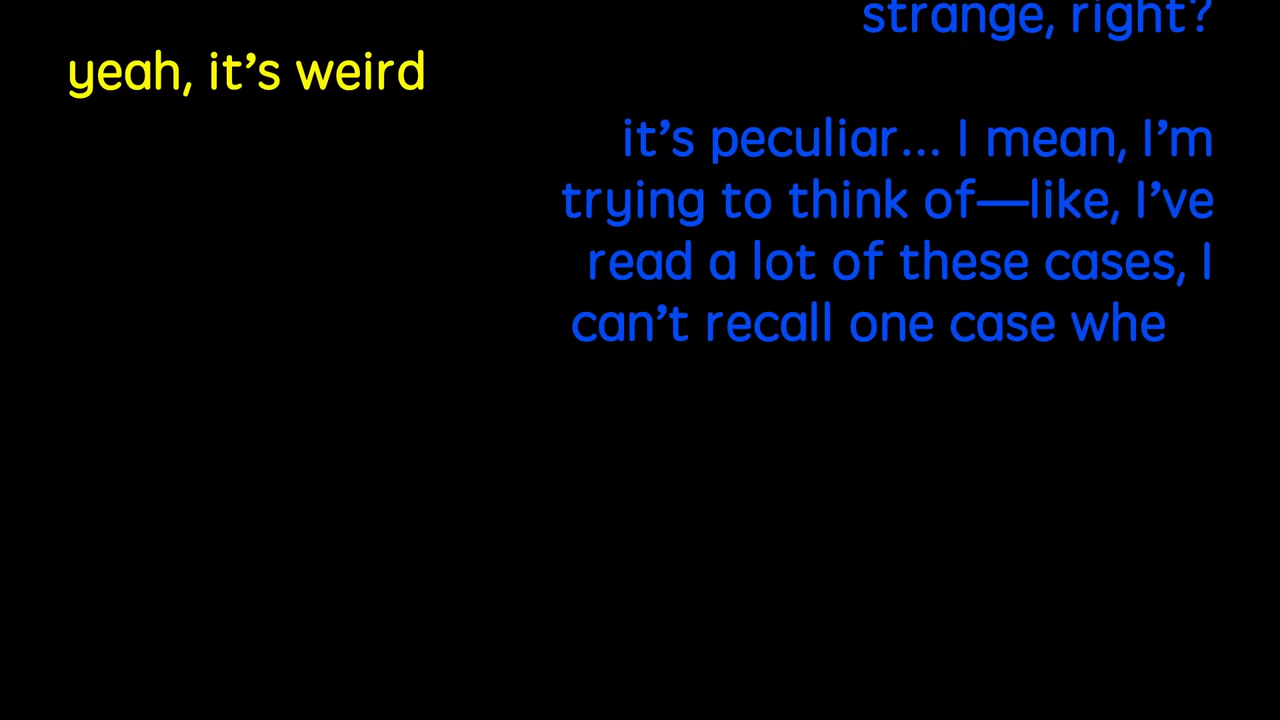 strange, right?
yeah, it’s weird
it’s peculiar... I mean, I’m
trying to think of—like, I’ve
read a lot of these cases, I
can’t recall one case whe